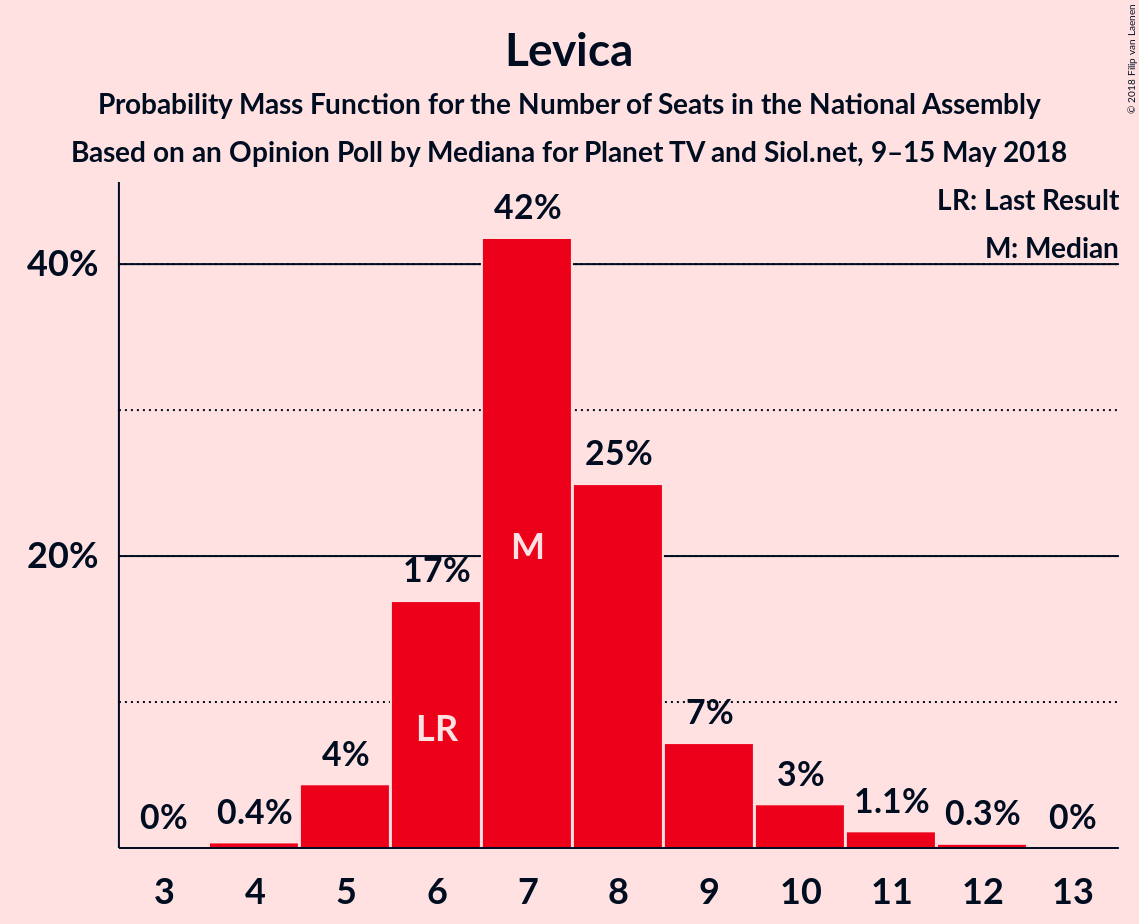 Levica
Probability Mass Function for the Number of Seats in the National Assembly
Based on an Opinion Poll by Mediana for Planet TV and Siol.net, 9–15 May 2018
© 2018 Filip van Laenen
LR: Last Result
M: Median
40%
20%
0%
0.4%
4%
17%
42%
25%
7%
3%
1.1%
0.3%
0%
LR
M
3 4 5 6 7 8 9 10 11 12 13